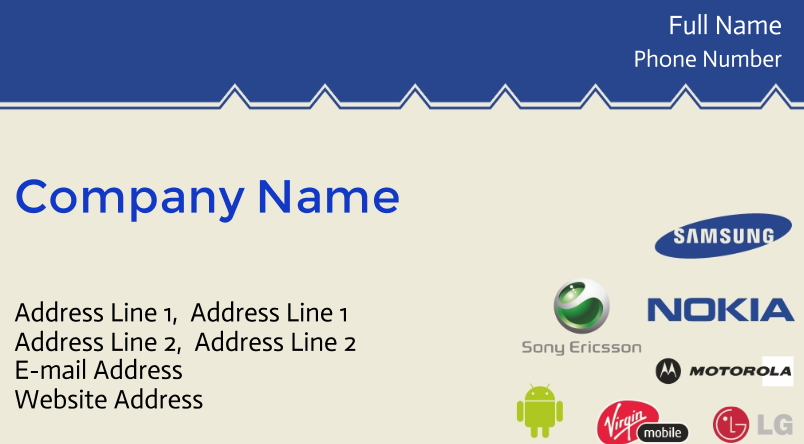 Full Name
Phone Number
Company Name
SAMSUNG
Address Line 1,  Address Line 1
NOKIA
Address Line 2,  Address Line 2
Sony Ericsson
E-mail Address
MOTOROLA
Website Address
Virgin mobile
LG